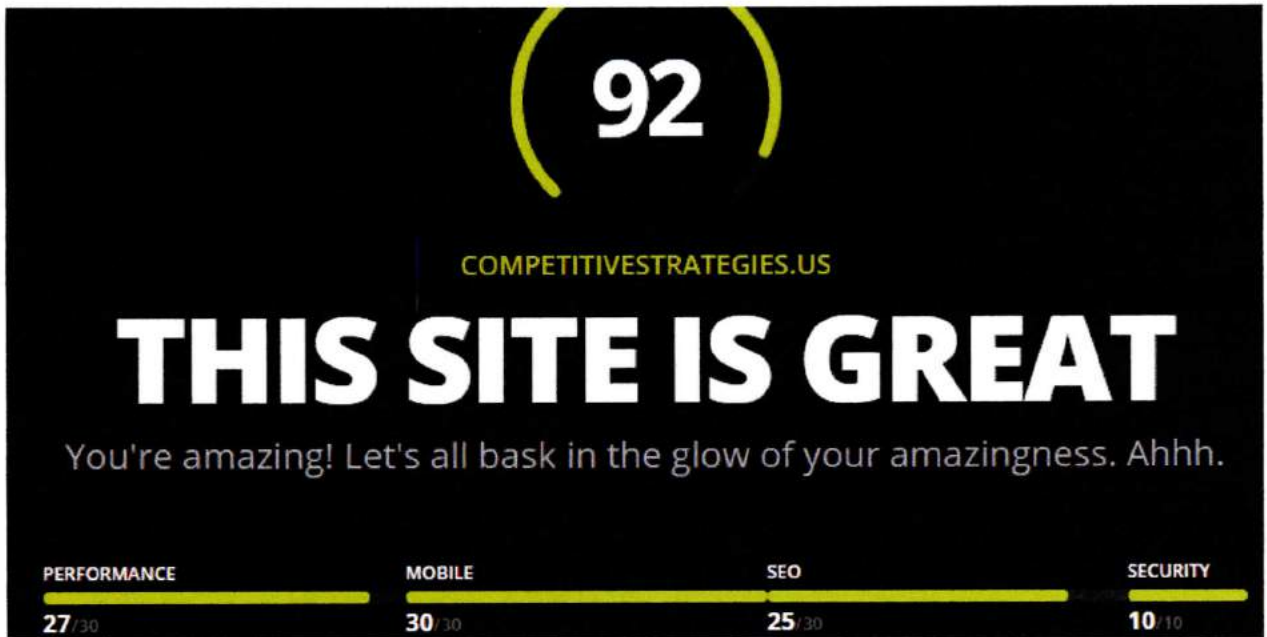 92
COMPETITIVESTRATEGIES.US
THIS SITE IS GREAT
You're amazing! Let's all bask in the glow of your amazingness. Ahhh.
PERFORMANCE MOBILE SEO SECURITY
27/30 30/30 25/30 10/10